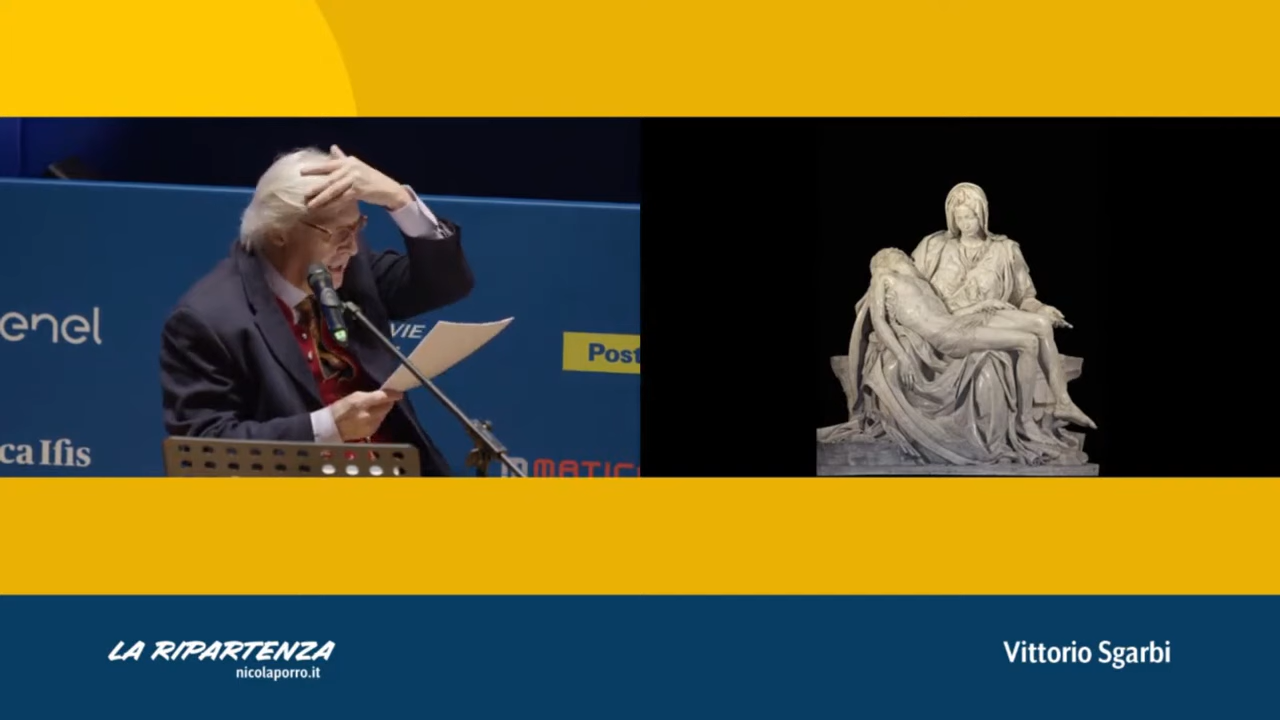 enel
VIE
Post
ca Ifis
MATIC
LA RIPARTENZA
nicolaporro.it
Vittorio Sgarbi